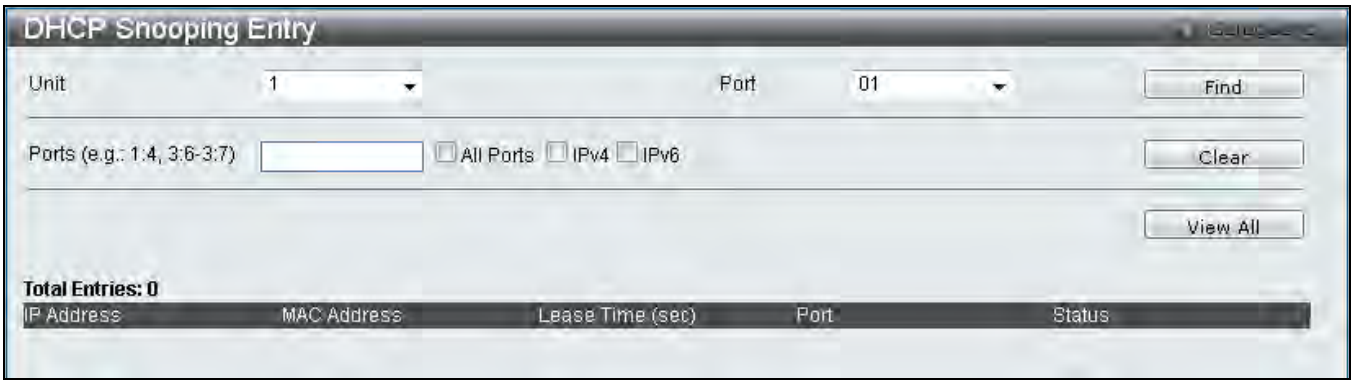 DHCP Snooping Entry
Unit 1 Port 01 Find
Ports (e.g.: 1:4, 3:6-3:7) All Ports IPv4 IPv6 Clear
View All
Total Entries: 0
IP Address MAC Address Lease Time (sec) Port Status